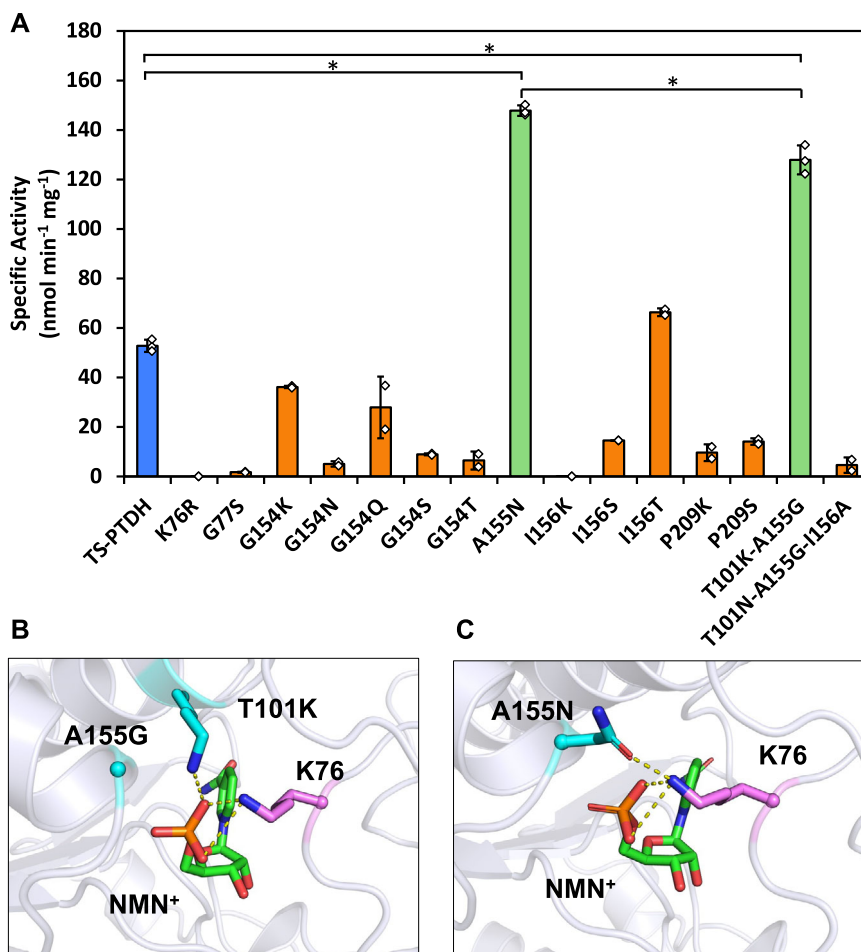 A
Specific Activity
(nmol min⁻¹ mg⁻¹)
180
160
140
120
100
80
60
40
20
0
*
*
*
TS-PTDH
K76R
G77S
G154K
G154N
G154Q
G154S
G154T
A155N
I156K
I156S
I156T
P209K
P209S
T101K-A155G
T101N-A155G-I156A
B
T101K
A155G
K76
NMN⁺
C
A155N
K76
NMN⁺